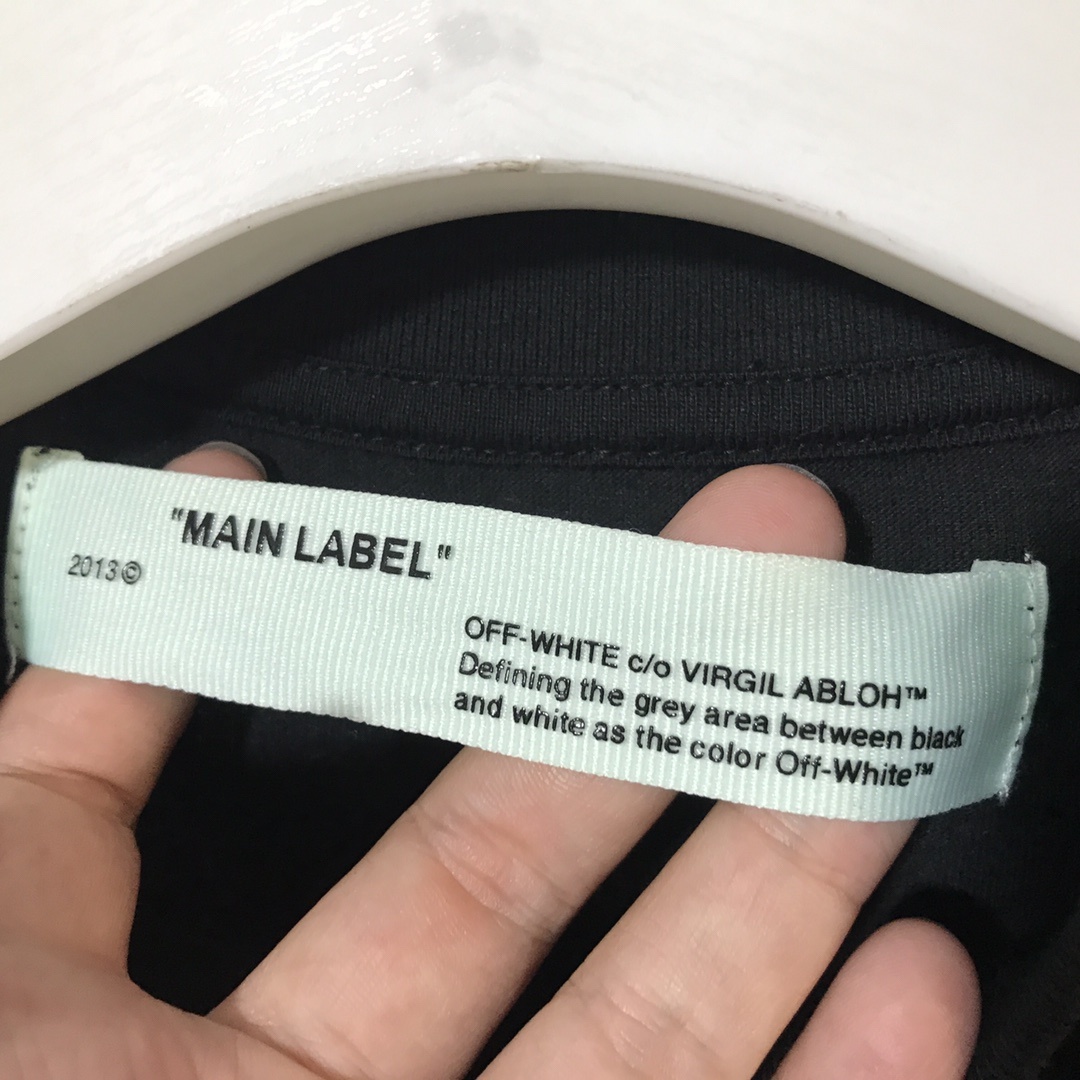 "MAIN LABEL"
2013©
OFF-WHITE c/o VIRGIL ABLOH™
Defining the grey area between black
and white as the color Off-White™